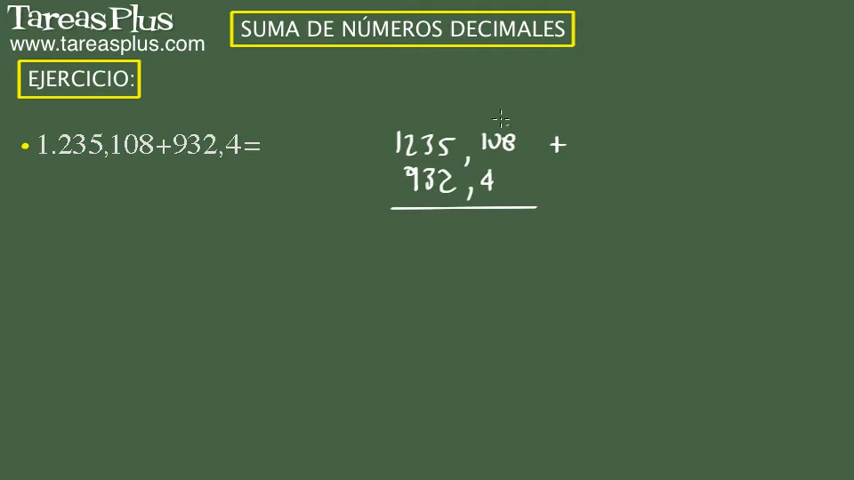 TareasPlus
www.tareasplus.com
SUMA DE NÚMEROS DECIMALES
EJERCICIO:
• 1.235,108+932,4=
1235,108 +
932,4